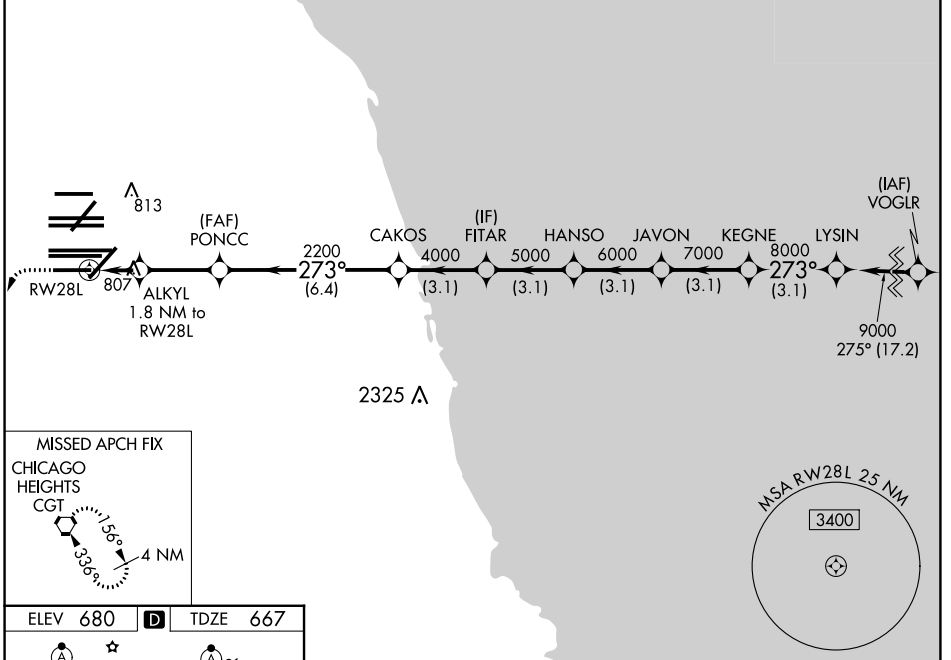 813
(FAF)
PONCC
RW28L
807
ALKYL
1.8 NM to
RW28L
2200
273°
(6.4)
CAKOS
4000
(3.1)
(IF)
FITAR
5000
(3.1)
HANSO
6000
(3.1)
JAVON
7000
(3.1)
KEGNE
8000
273°
(3.1)
LYSIN
(IAF)
VOGLR
9000
275° (17.2)
2325
MISSED APCH FIX
CHICAGO
HEIGHTS
CGT
156°
336°
4 NM
MSA RW28L 25 NM
3400
ELEV 680 D TDZE 667
A
A